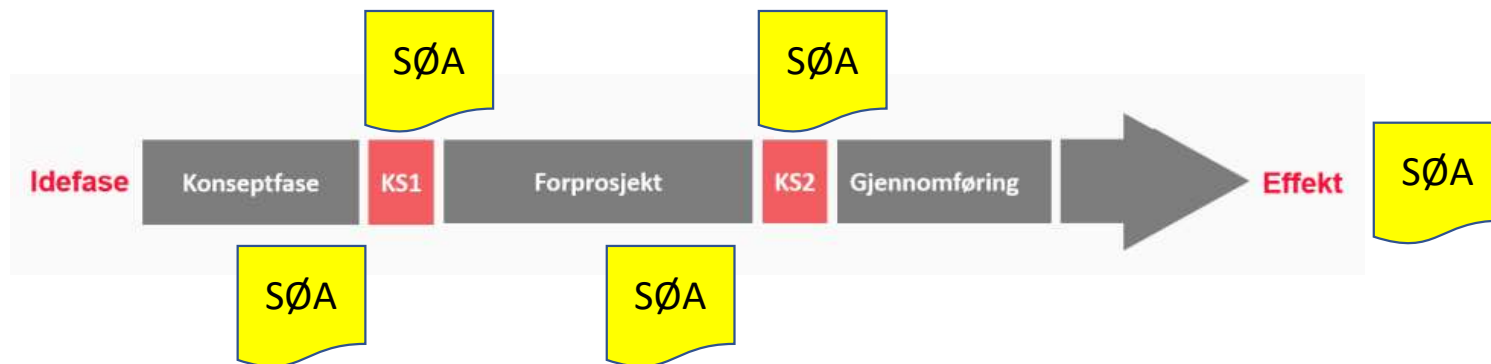 SØA
SØA
Idefase
Konseptfase
KS1
Forprosjekt
KS2
Gjennomføring
Effekt
SØA
SØA
SØA